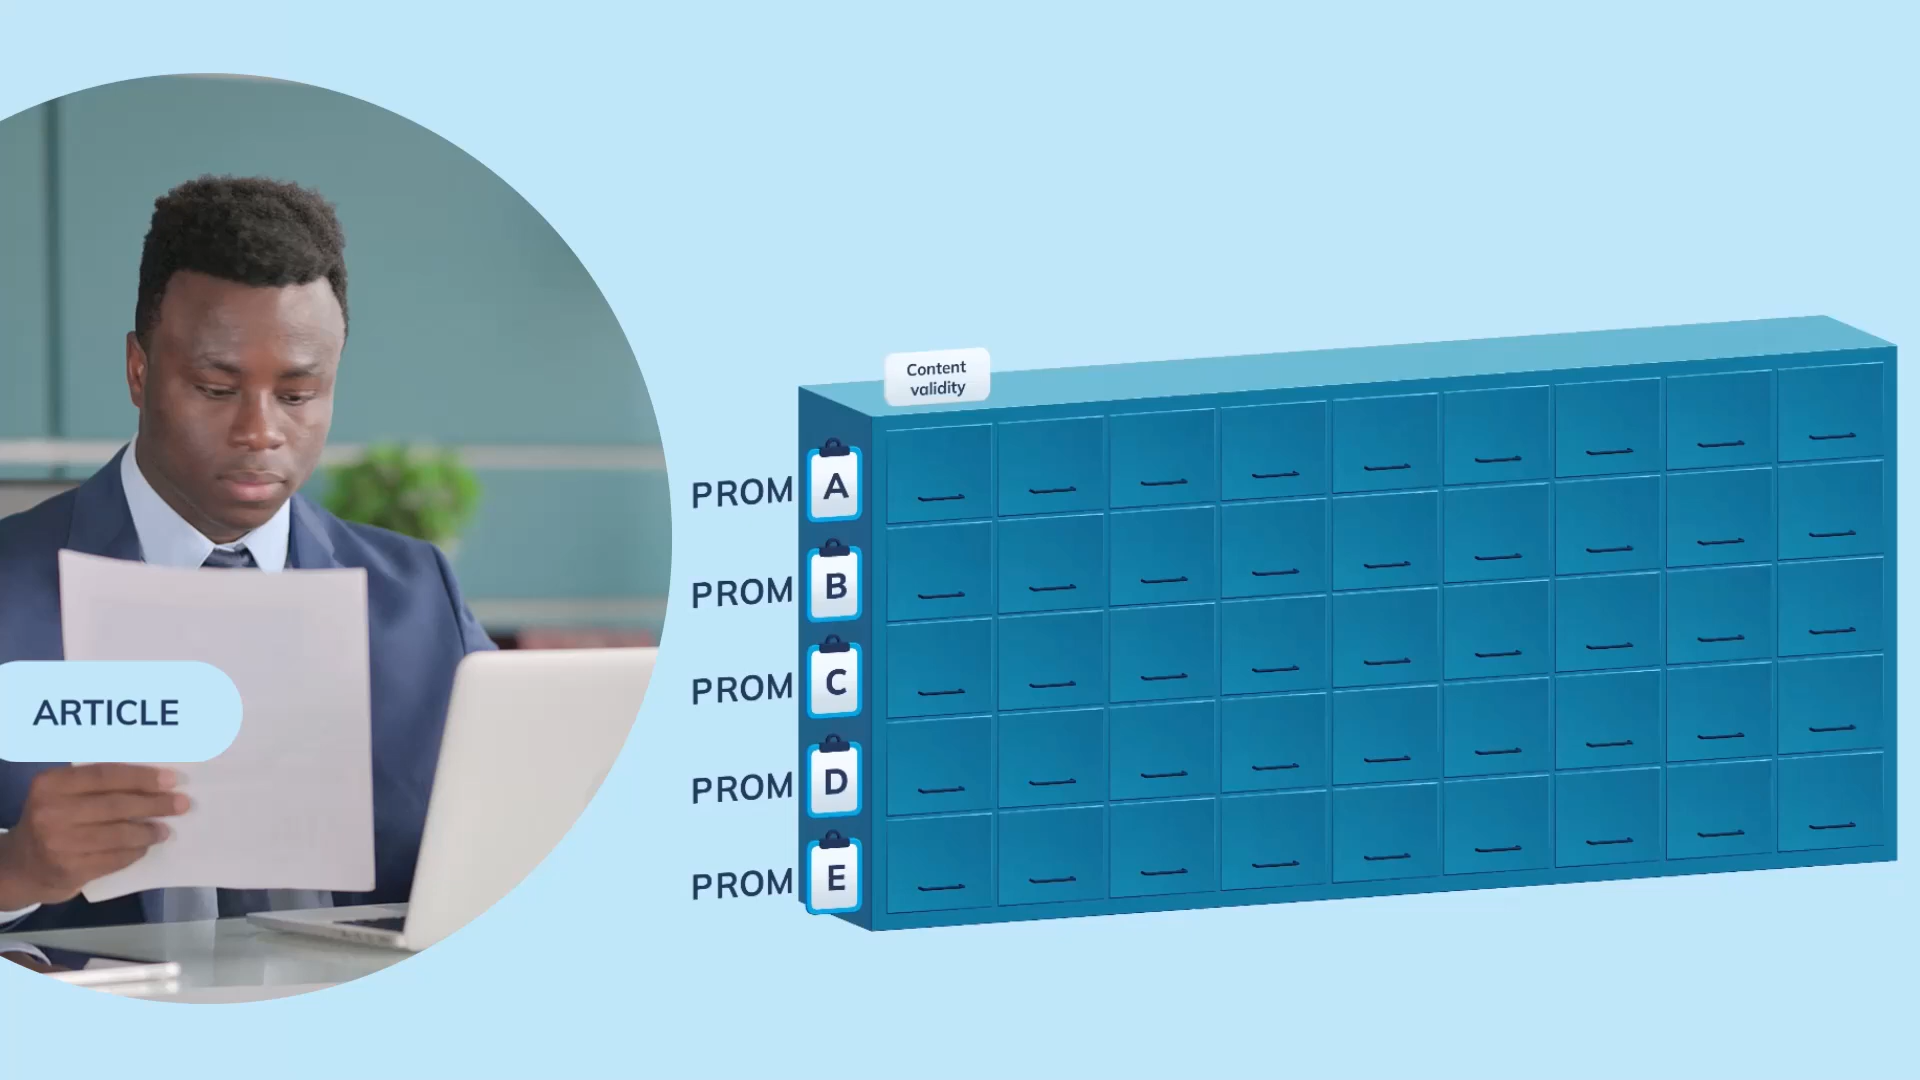 Content
validity
PROM A
PROM B
PROM C
PROM D
PROM E
ARTICLE